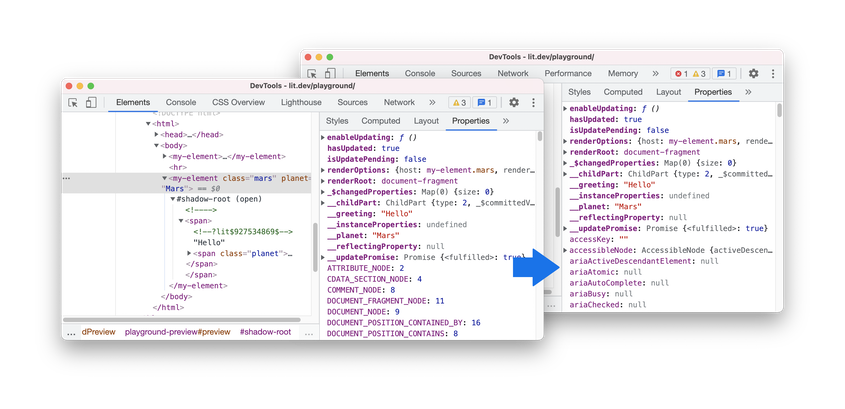 DevTools - lit.dev/playground/
Elements Console Sources Network Performance Memory » 1 3 1
Styles Computed Layout Properties »
enableUpdating: ƒ ()
hasUpdated: true
isUpdatePending: false
renderOptions: {host: my-element.mars, rende…
renderRoot: document-fragment
_$changedProperties: Map(0) {size: 0}
__childPart: ChildPart {type: 2, _$committed…
__greeting: "Hello"
__instanceProperties: undefined
__planet: "Mars"
__reflectingProperty: null
__updatePromise: Promise {<fulfilled>: true}
accessKey: ""
accessibleNode: AccessibleNode {activeDescen…
ariaActiveDescendantElement: null
ariaAtomic: null
ariaAutoComplete: null
ariaBusy: null
ariaChecked: null
DevTools - lit.dev/playground/
Elements Console CSS Overview Lighthouse Sources Network » 3 1
<html>
<head>…</head>
<body>
<my-element>…</my-element>
<hr>
… <my-element class="mars" planet=
"Mars"> == $0
#shadow-root (open)
<!---->
<span>
<!--?lit$927534869$-->
"Hello"
<span class="planet">…
</span>
</span>
</my-element>
</body>
</html>
… dPreview playground-preview#preview #shadow-root …
Styles Computed Layout Properties »
enableUpdating: ƒ ()
hasUpdated: true
isUpdatePending: false
renderOptions: {host: my-element.mars, render…
renderRoot: document-fragment
_$changedProperties: Map(0) {size: 0}
__childPart: ChildPart {type: 2, _$committedV…
__greeting: "Hello"
__instanceProperties: undefined
__planet: "Mars"
__reflectingProperty: null
__updatePromise: Promise {<fulfilled>: true}
ATTRIBUTE_NODE: 2
CDATA_SECTION_NODE: 4
COMMENT_NODE: 8
DOCUMENT_FRAGMENT_NODE: 11
DOCUMENT_NODE: 9
DOCUMENT_POSITION_CONTAINED_BY: 16
DOCUMENT_POSITION_CONTAINS: 8